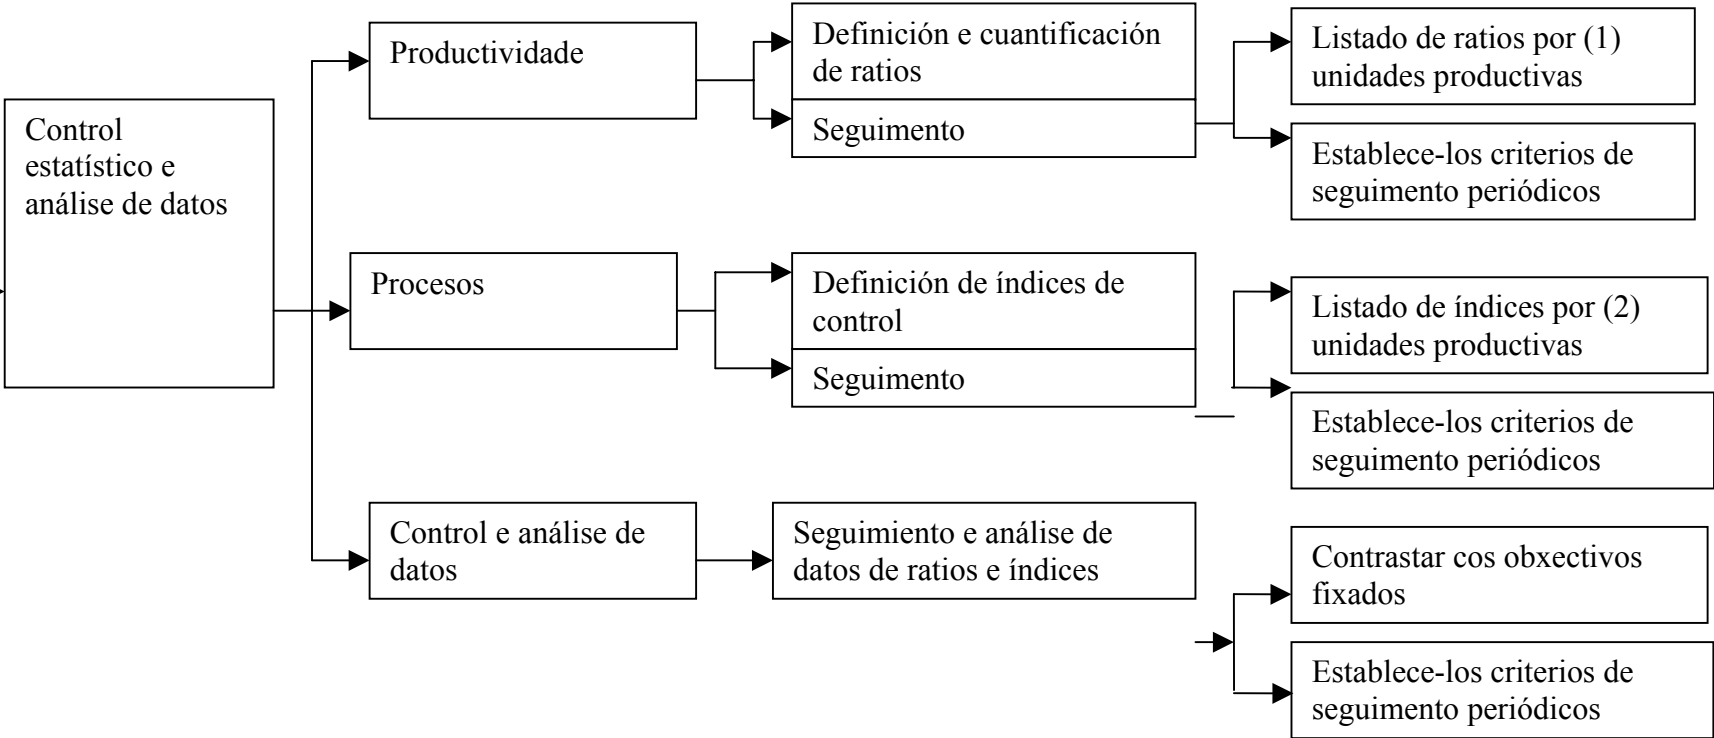 Control
estatístico e
análise de datos
Productividade
Definición e cuantificación
de ratios
Seguimento
Listado de ratios por (1)
unidades productivas
Establece-los criterios de
seguimento periódicos
Procesos
Definición de índices de
control
Seguimento
Listado de índices por (2)
unidades productivas
Establece-los criterios de
seguimento periódicos
Control e análise de
datos
Seguimiento e análise de
datos de ratios e índices
Contrastar cos obxectivos
fixados
Establece-los criterios de
seguimento periódicos